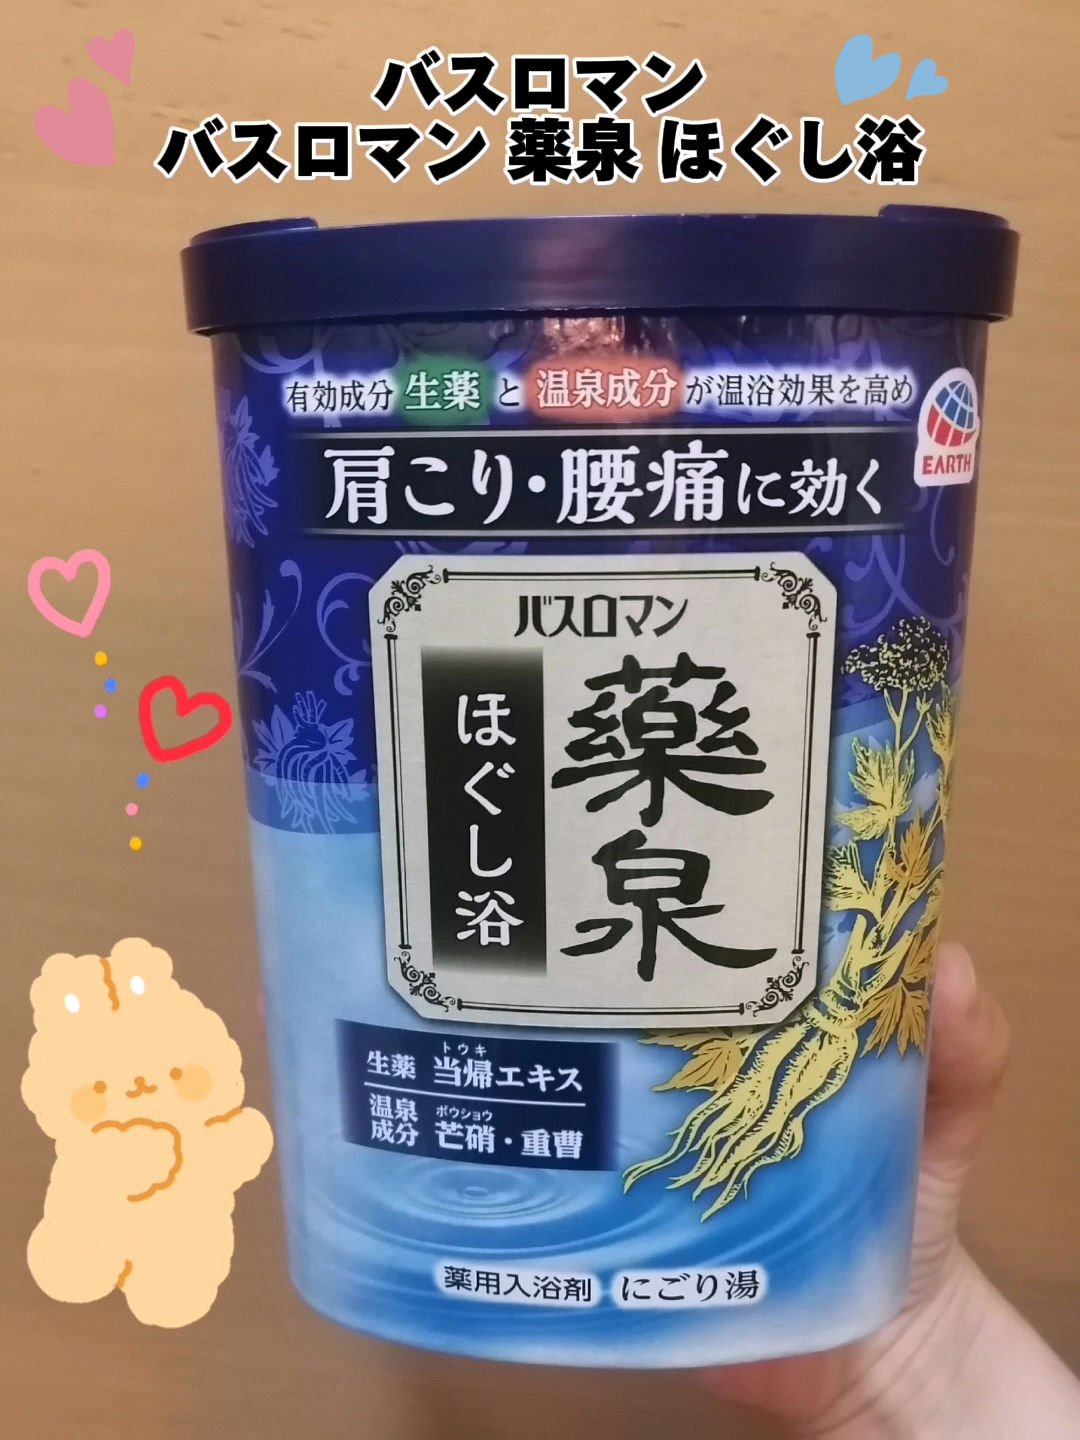 バスロマン
バスロマン 薬泉 ほぐし浴
有効成分 生薬 と 温泉成分 が温浴効果を高め
EARTH
肩こり・腰痛に効く
バスロマン
薬泉
ほぐし浴
トウキ
生薬 当帰エキス
ボウショウ
温泉成分 芒硝・重曹
薬用入浴剤 にごり湯